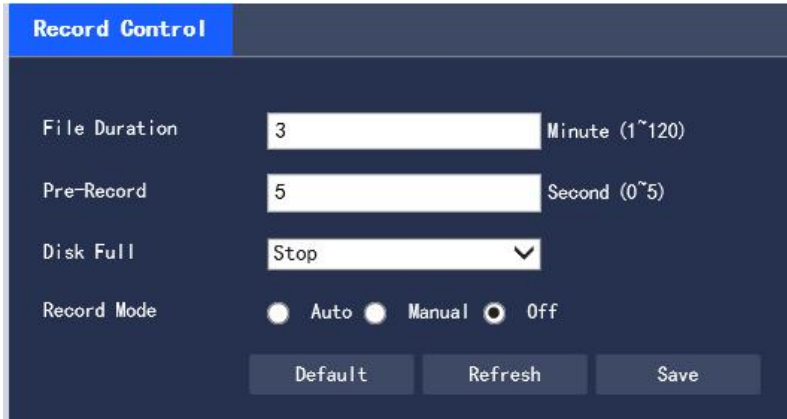 Record Control
File Duration 3 Minute (1~120)
Pre-Record 5 Second (0~5)
Disk Full Stop
Record Mode Auto Manual Off
Default Refresh Save